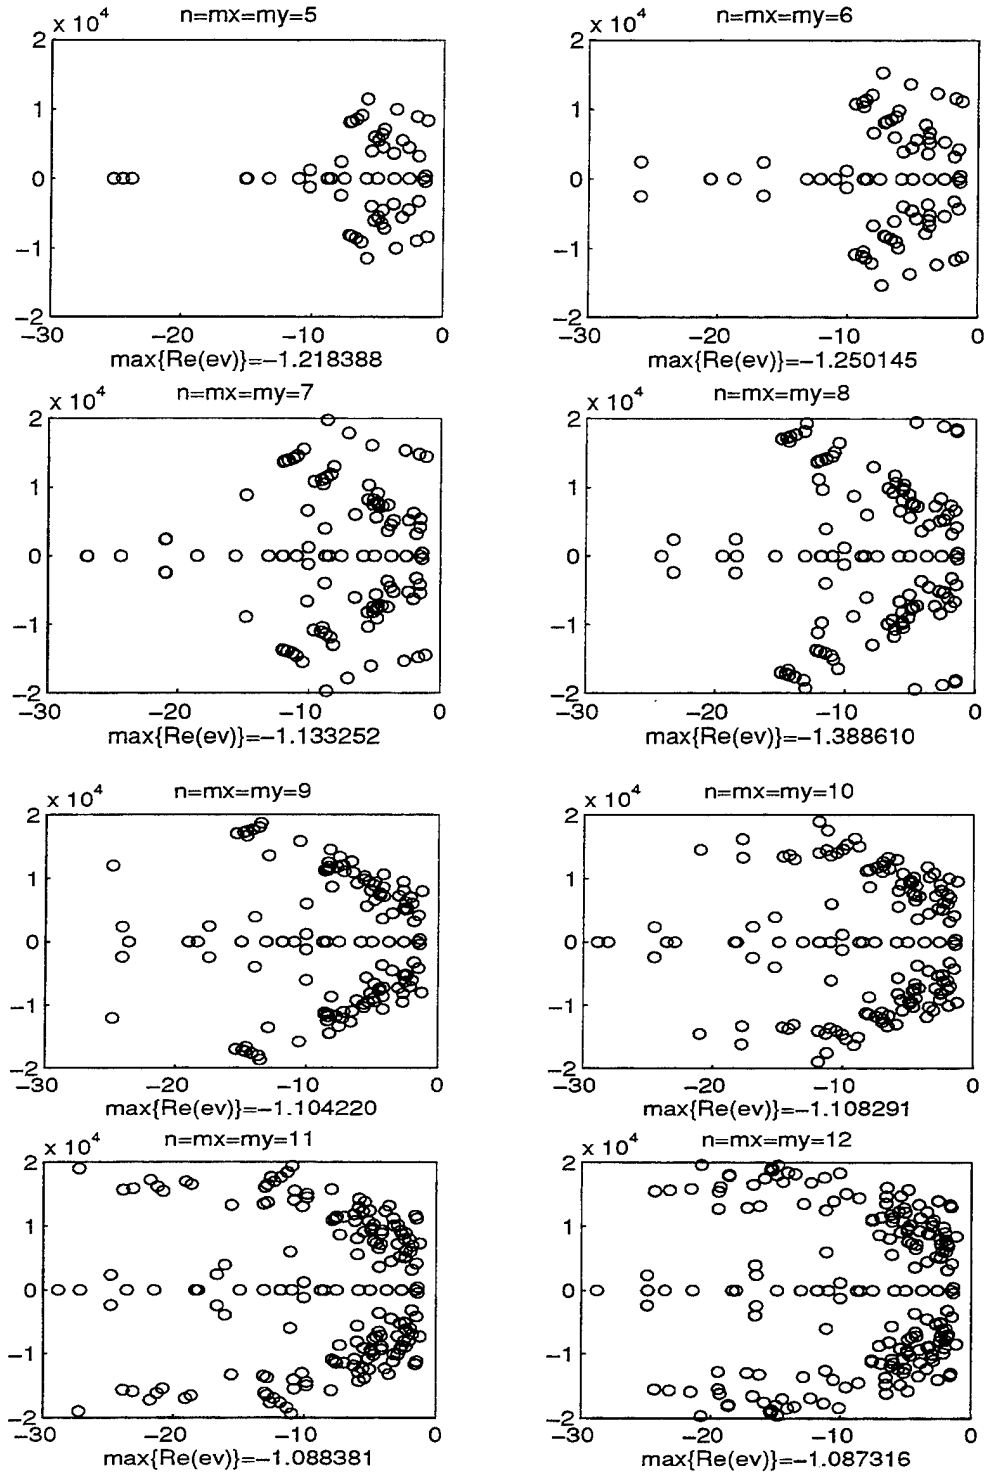 x 10^4 n=mx=my=5
2
1
0
−1
−2
−30 −20 −10 0
max{Re(ev)}=−1.218388
x 10^4 n=mx=my=6
2
1
0
−1
−2
−30 −20 −10 0
max{Re(ev)}=−1.250145
x 10^4 n=mx=my=7
2
1
0
−1
−2
−30 −20 −10 0
max{Re(ev)}=−1.133252
x 10^4 n=mx=my=8
2
1
0
−1
−2
−30 −20 −10 0
max{Re(ev)}=−1.388610
x 10^4 n=mx=my=9
2
1
0
−1
−2
−30 −20 −10 0
max{Re(ev)}=−1.104220
x 10^4 n=mx=my=10
2
1
0
−1
−2
−30 −20 −10 0
max{Re(ev)}=−1.108291
x 10^4 n=mx=my=11
2
1
0
−1
−2
−30 −20 −10 0
max{Re(ev)}=−1.088381
x 10^4 n=mx=my=12
2
1
0
−1
−2
−30 −20 −10 0
max{Re(ev)}=−1.087316